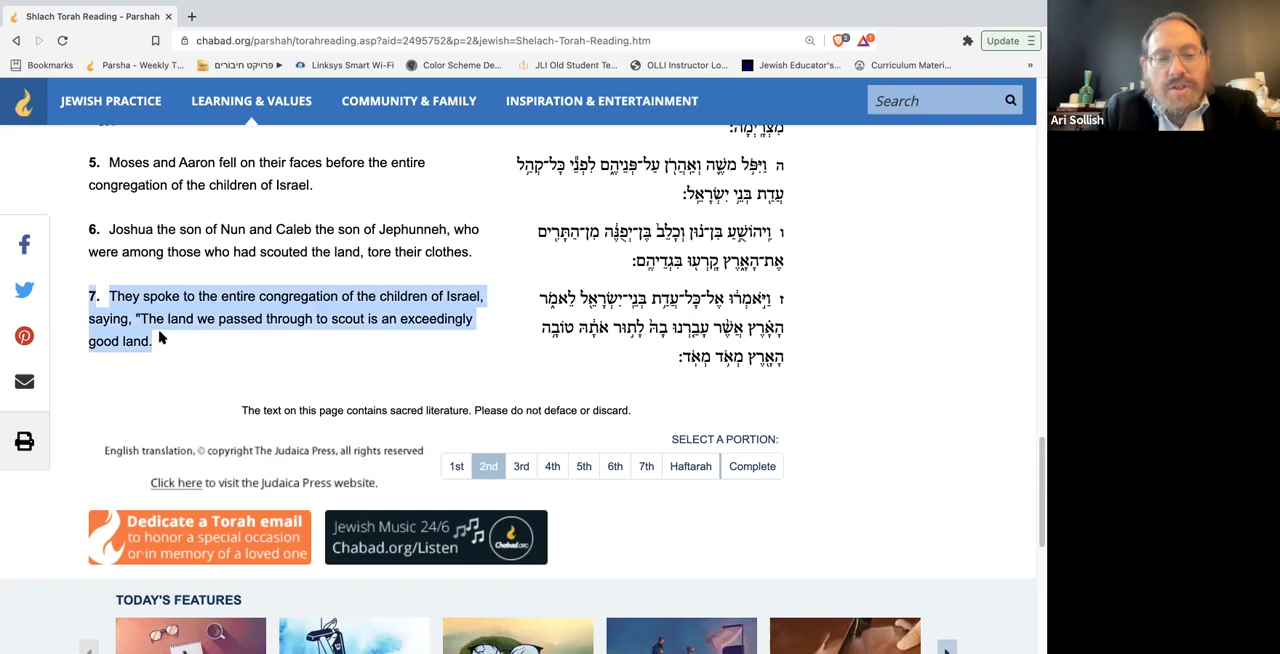 Shlach Torah Reading - Parshah
chabad.org/parshah/torahreading.asp?aid=2495752&p=2&jewish=Shelach-Torah-Reading.htm
Update
Bookmarks
Parsha - Weekly T...
פרויקט חיבורים
Linksys Smart Wi-Fi
Color Scheme De...
JLI Old Student Te...
OLLI Instructor Lo...
Jewish Educator's...
Curriculum Materi...
»
JEWISH PRACTICE
LEARNING & VALUES
COMMUNITY & FAMILY
INSPIRATION & ENTERTAINMENT
Search
Ari Sollish
מִצְרָֽיְמָה:
5. Moses and Aaron fell on their faces before the entire
congregation of the children of Israel.
ה וַיִּפֹּ֥ל משֶׁ֛ה וְאַֽהֲרֹ֖ן עַל־פְּנֵיהֶ֑ם לִפְנֵ֕י כָּל־קְהַ֥ל
עֲדַ֖ת בְּנֵ֥י יִשְׂרָאֵֽל:
6. Joshua the son of Nun and Caleb the son of Jephunneh, who
were among those who had scouted the land, tore their clothes.
ו וִֽיהוֹשֻׁ֣עַ בִּן־נ֗וּן וְכָלֵב֙ בֶּן־יְפֻנֶּ֔ה מִן־הַתָּרִ֖ים
אֶת־הָאָ֑רֶץ קָֽרְע֖וּ בִּגְדֵיהֶֽם:
7. They spoke to the entire congregation of the children of Israel,
saying, "The land we passed through to scout is an exceedingly
good land.
ז וַיֹּ֣אמְר֔וּ אֶל־כָּל־עֲדַ֥ת בְּנֵֽי־יִשְׂרָאֵ֖ל לֵאמֹ֑ר
הָאָ֗רֶץ אֲשֶׁ֨ר עָבַ֤רְנוּ בָהּ֙ לָת֣וּר אֹתָ֔הּ טוֹבָ֥ה
הָאָ֖רֶץ מְאֹ֥ד מְאֹֽד:
The text on this page contains sacred literature. Please do not deface or discard.
SELECT A PORTION:
English translation, © copyright The Judaica Press, all rights reserved
1st 2nd 3rd 4th 5th 6th 7th Haftarah Complete
Click here to visit the Judaica Press website.
Dedicate a Torah email
to honor a special occasion
or in memory of a loved one
Jewish Music 24/6
Chabad.org/Listen
Chabad.org
TODAY'S FEATURES